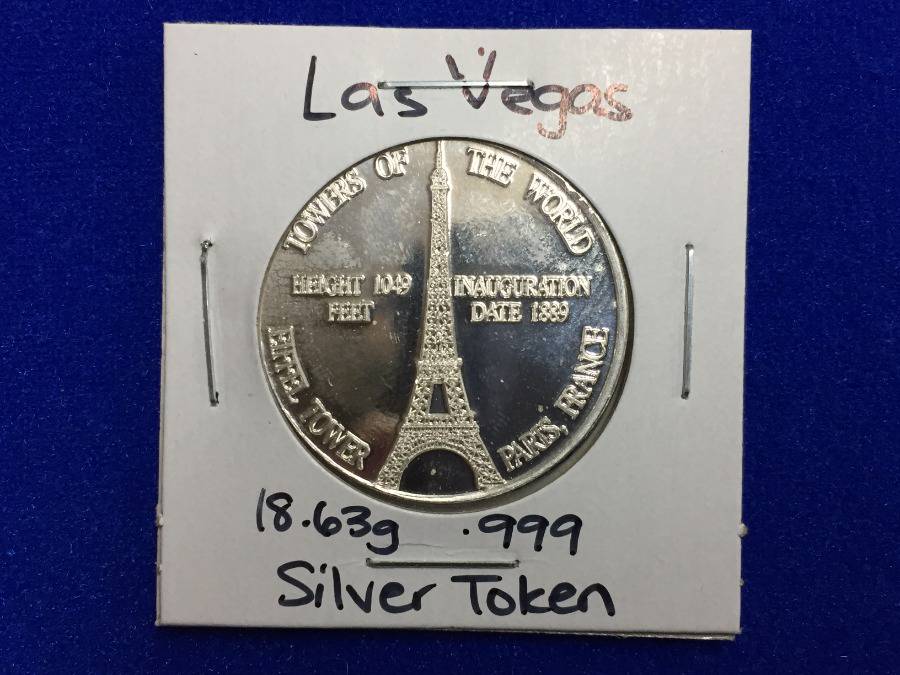 Las Vegas
TOWERS OF THE WORLD
HEIGHT 1049
FEET
INAUGURATION
DATE 1889
EIFFEL TOWER
PARIS, FRANCE
18.63g .999
Silver Token